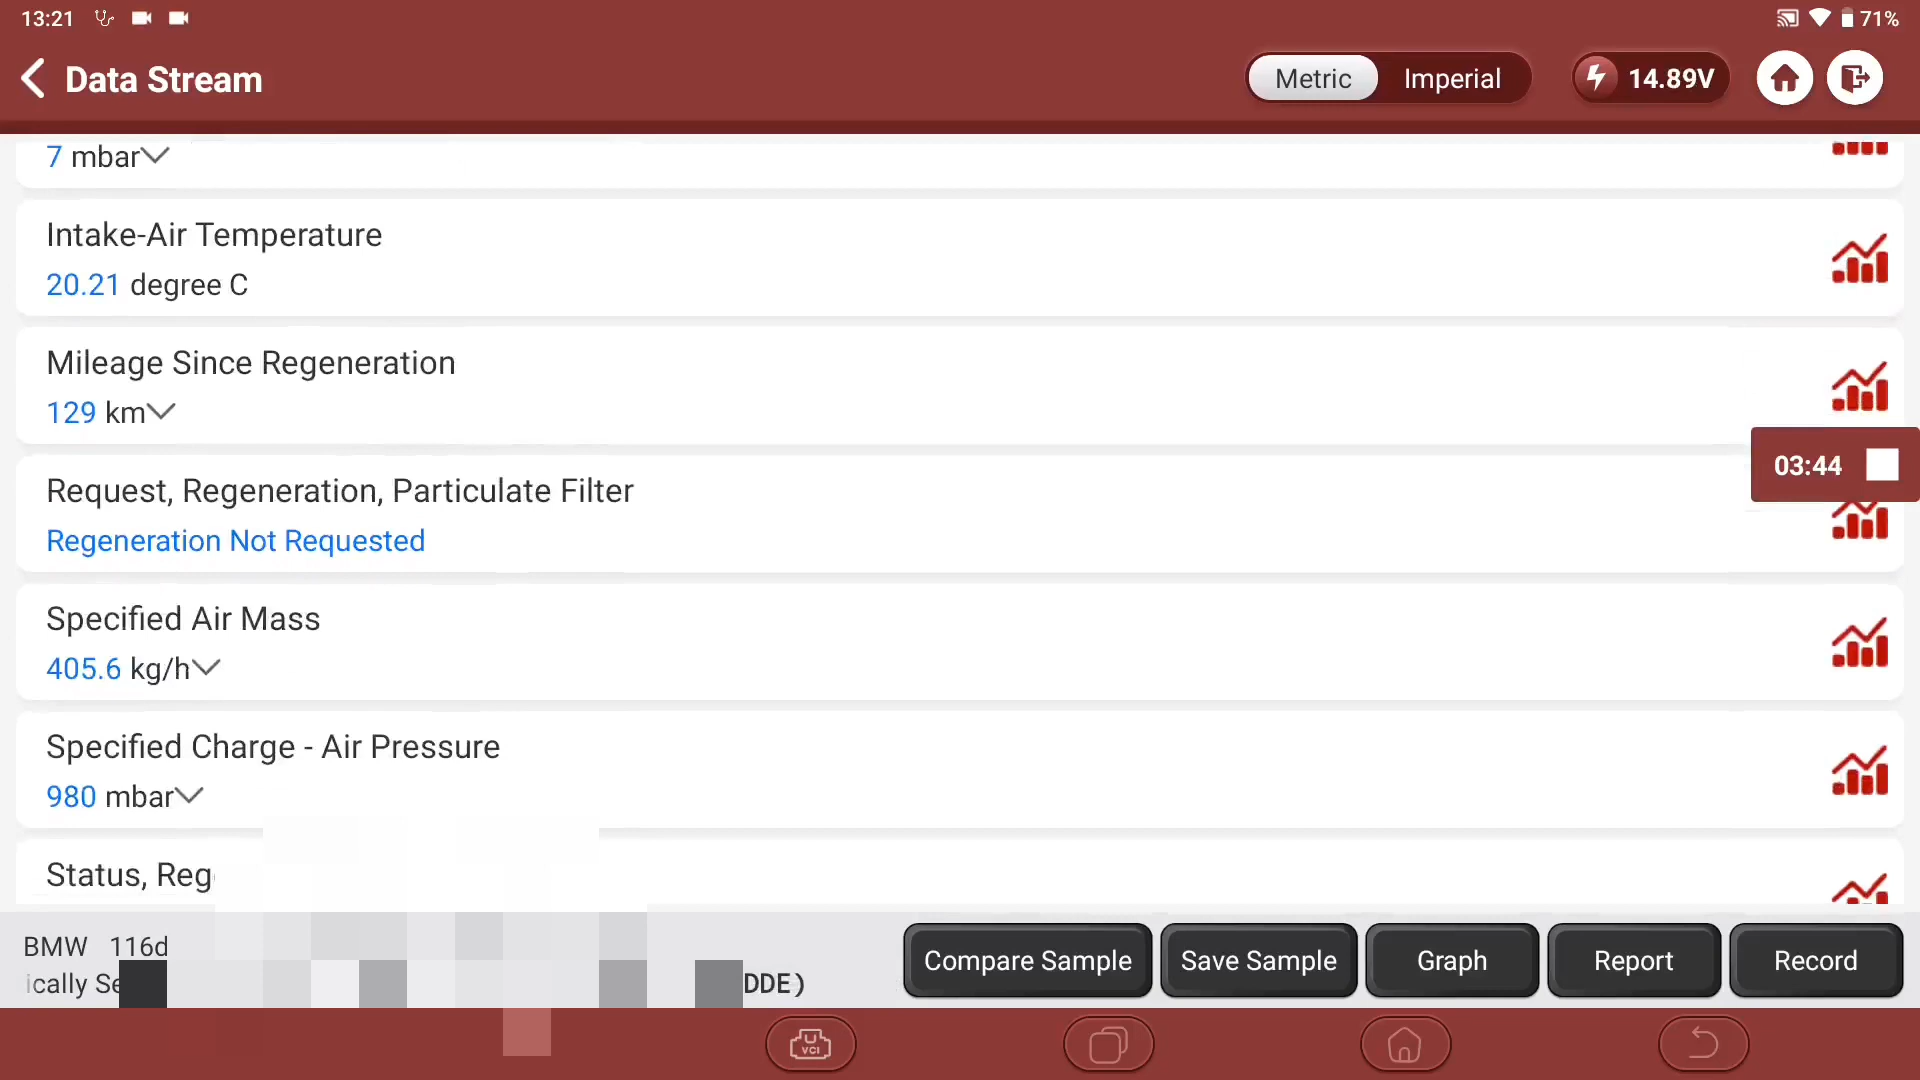 13:21
71%
Data Stream
Metric Imperial
14.89V
7 mbar
Intake-Air Temperature
20.21 degree C
Mileage Since Regeneration
129 km
03:44
Request, Regeneration, Particulate Filter
Regeneration Not Requested
Specified Air Mass
405.6 kg/h
Specified Charge - Air Pressure
980 mbar
Status, Reg
BMW 116d
ically Se
DDE )
Compare Sample Save Sample Graph Report Record
VCI